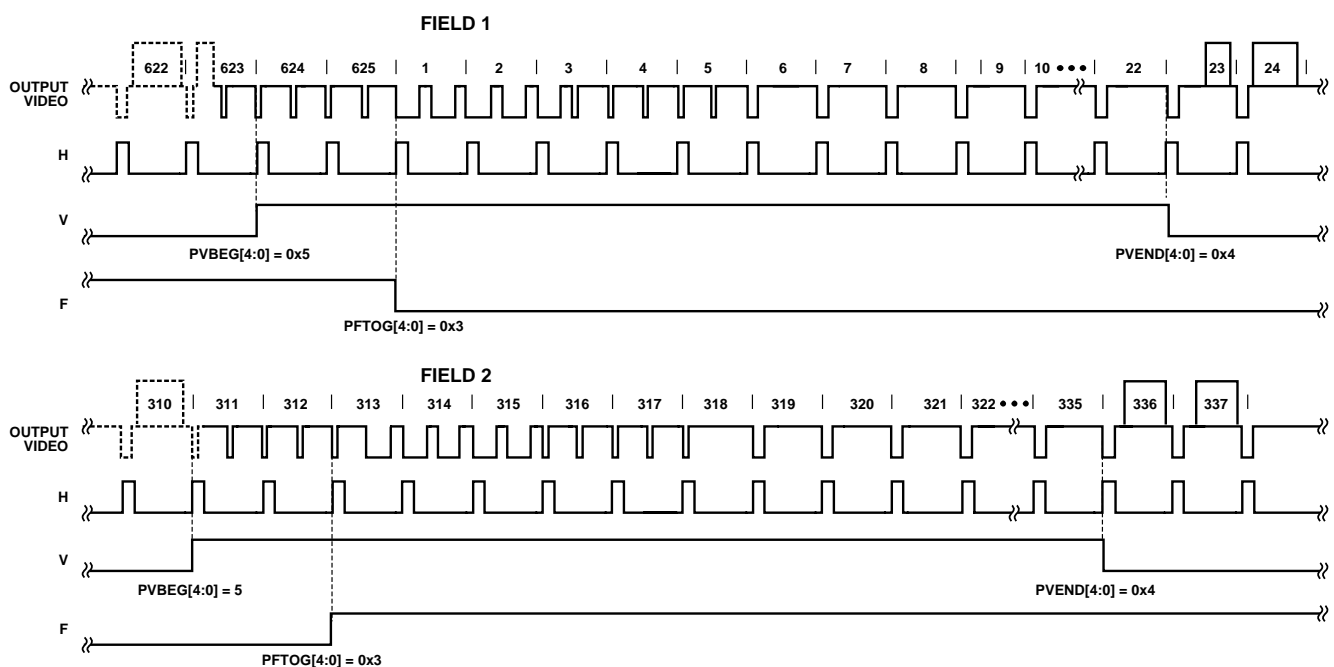 FIELD 1
622 623 624 625 1 2 3 4 5 6 7 8 9 10 ••• 22 23 24
OUTPUT
VIDEO
H
V
PVBEG[4:0] = 0x5
PVEND[4:0] = 0x4
F
PFTOG[4:0] = 0x3
FIELD 2
310 311 312 313 314 315 316 317 318 319 320 321 322 ••• 335 336 337
OUTPUT
VIDEO
H
V
PVBEG[4:0] = 5
PVEND[4:0] = 0x4
F
PFTOG[4:0] = 0x3